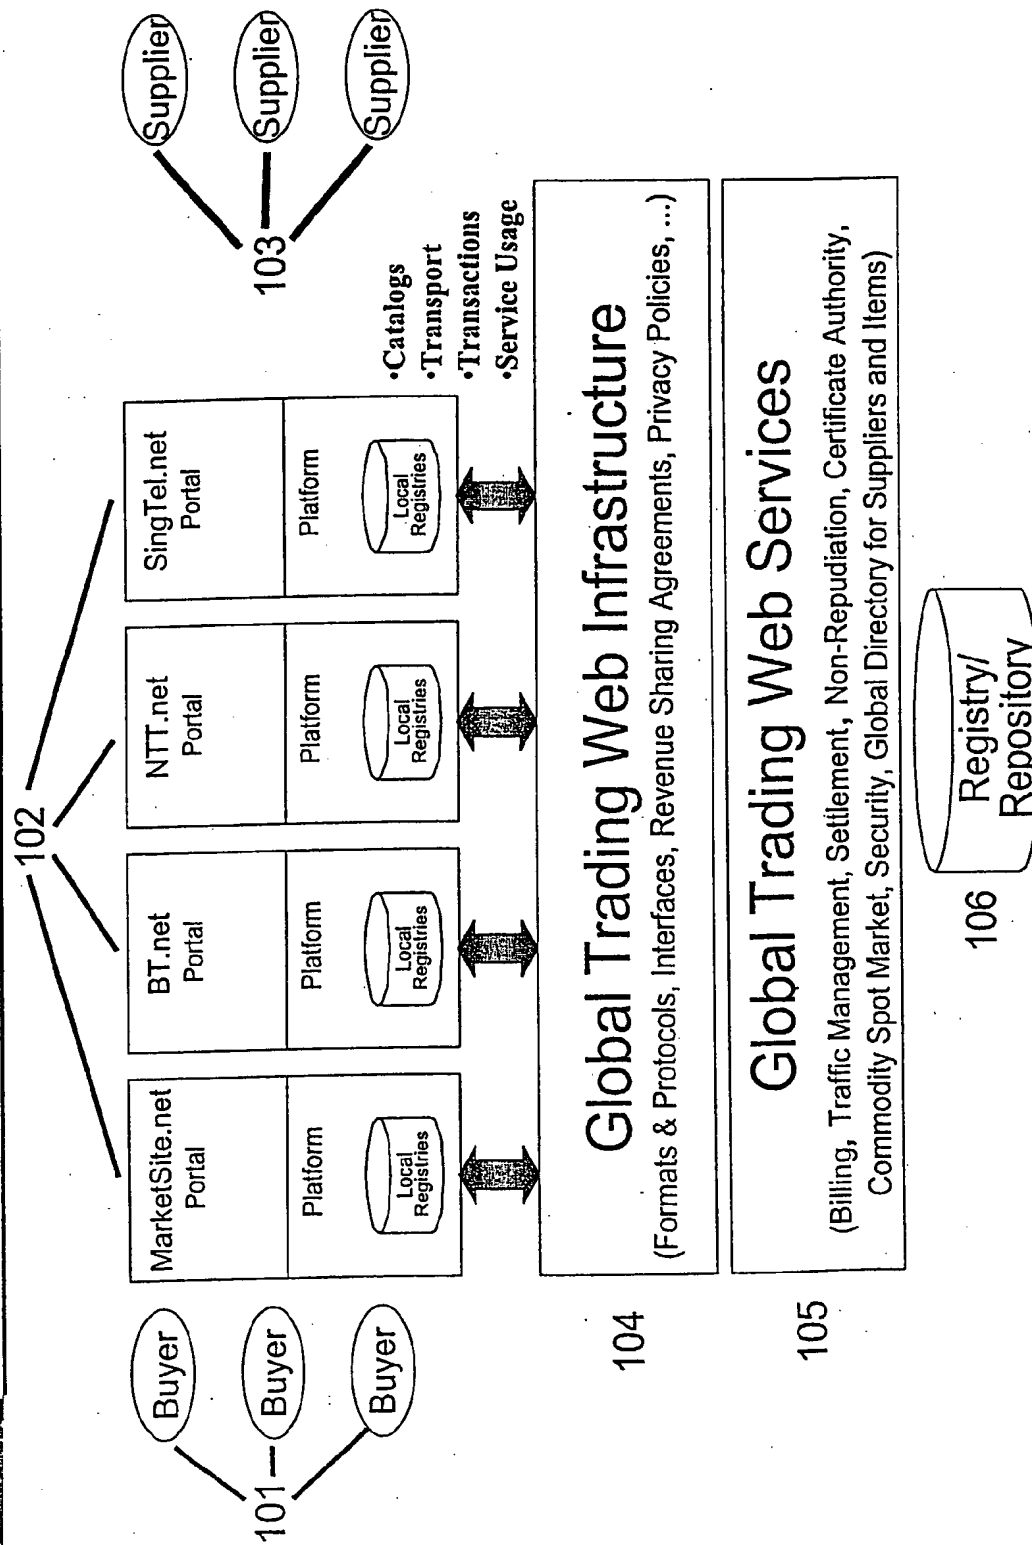 102
MarketSite.net
Portal
Platform
Local
Registries
BT.net
Portal
Platform
Local
Registries
NTT.net
Portal
Platform
Local
Registries
SingTel.net
Portal
Platform
Local
Registries
101
Buyer
Buyer
Buyer
103
Supplier
Supplier
Supplier
•Catalogs
•Transport
•Transactions
•Service Usage
104
Global Trading Web Infrastructure
(Formats & Protocols, Interfaces, Revenue Sharing Agreements, Privacy Policies, ...)
105
Global Trading Web Services
(Billing, Traffic Management, Settlement, Non-Repudiation, Certificate Authority,
Commodity Spot Market, Security, Global Directory for Suppliers and Items)
106
Registry/
Repository